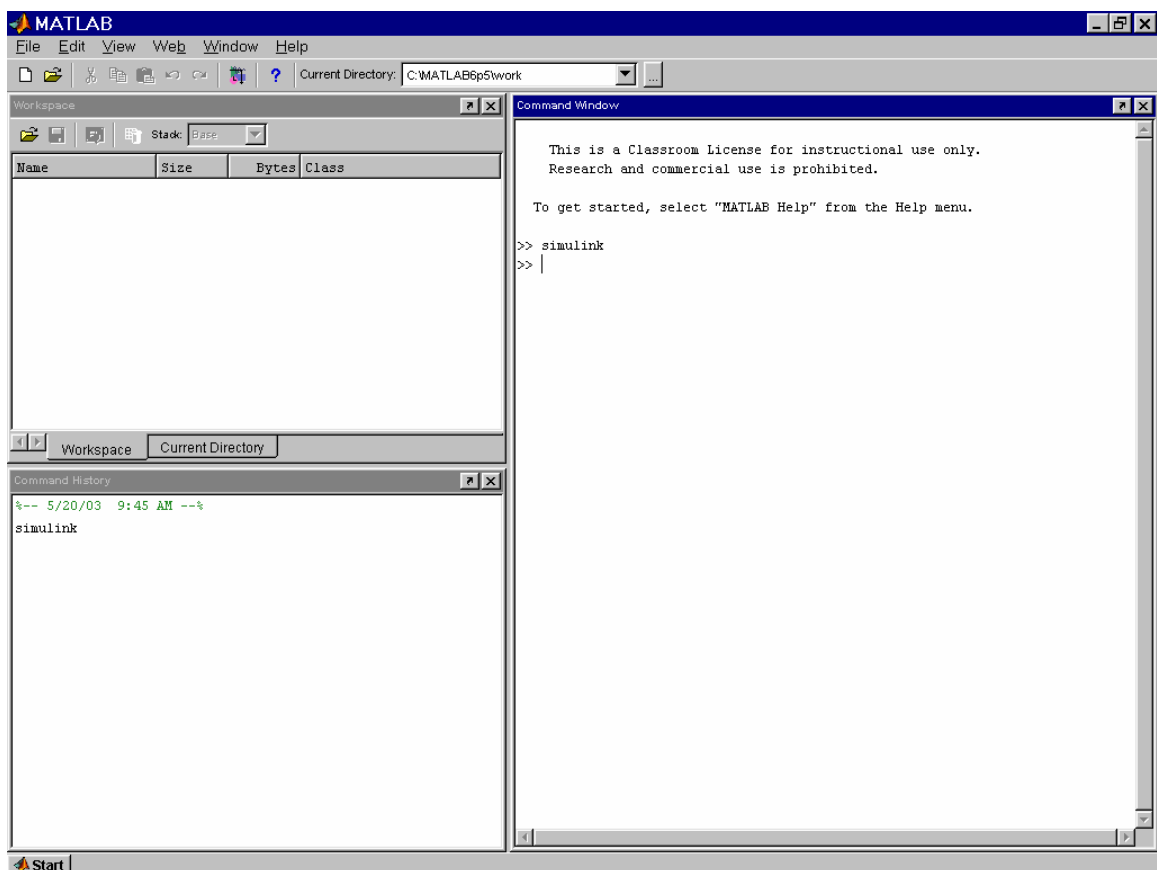 MATLAB
File Edit View Web Window Help
? Current Directory: C:\MATLAB6p5\work ...
Workspace
Stack: Base
Name Size Bytes Class
Workspace Current Directory
Command History
%-- 5/20/03 9:45 AM --%
simulink
Command Window
This is a Classroom License for instructional use only.
Research and commercial use is prohibited.
To get started, select "MATLAB Help" from the Help menu.
>> simulink
>>
Start